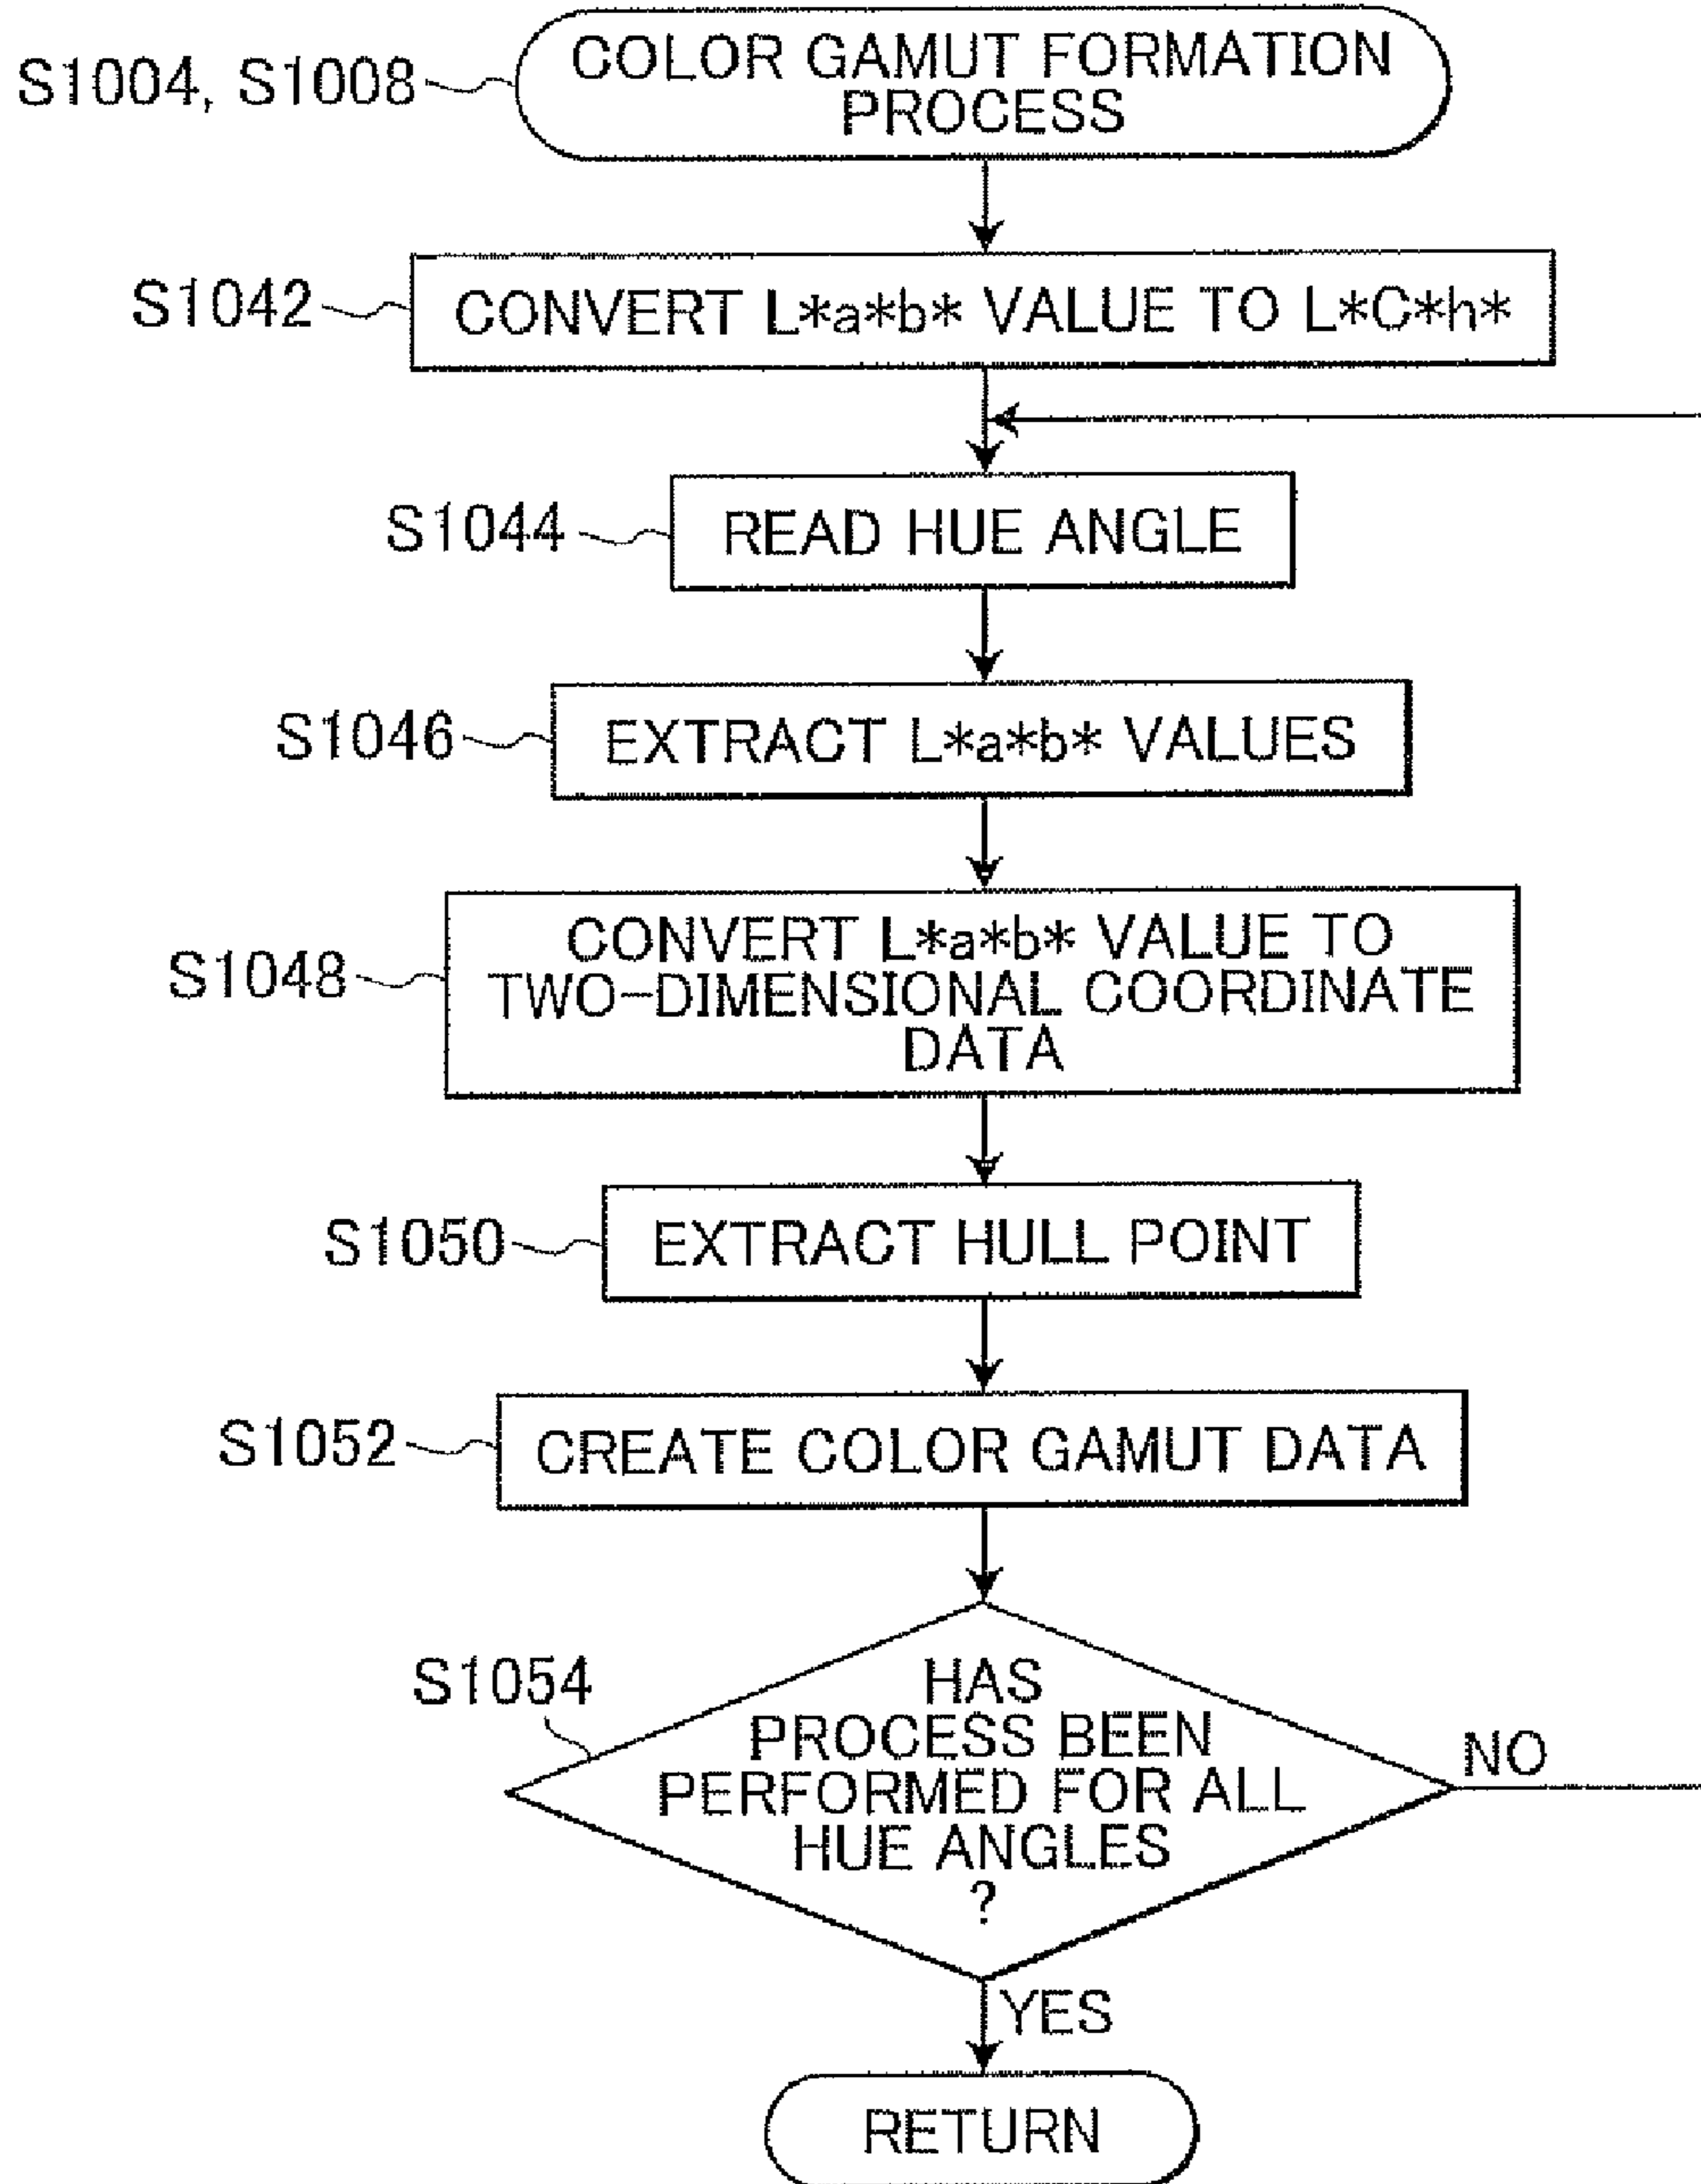 COLOR GAMUT FORMATION
S1004, S1008
PROCESS
S1042
CONVERT L*a*b* VALUE TO L*C*h*
S1044
READ HUE ANGLE
S1046
EXTRACT L*a*b* VALUES
CONVERT L*a*b* VALUE TO
S1048
TWO-DIMENSIONAL COORDINATE
DATA
S1050
EXTRACT HULL POINT
S1052
CREATE COLOR GAMUT DATA
S1054
HAS
PROCESS BEEN
NO
PERFORMED FOR ALL
HUE ANGLES
?
YES
RETURN